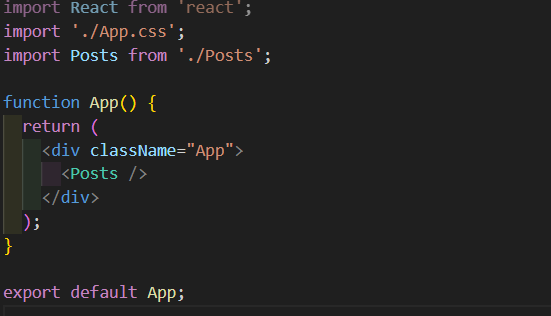 import React from 'react';
import './App.css';
import Posts from './Posts';
function App() {
return (
<div className="App">
<Posts />
</div>
);
}
export default App;